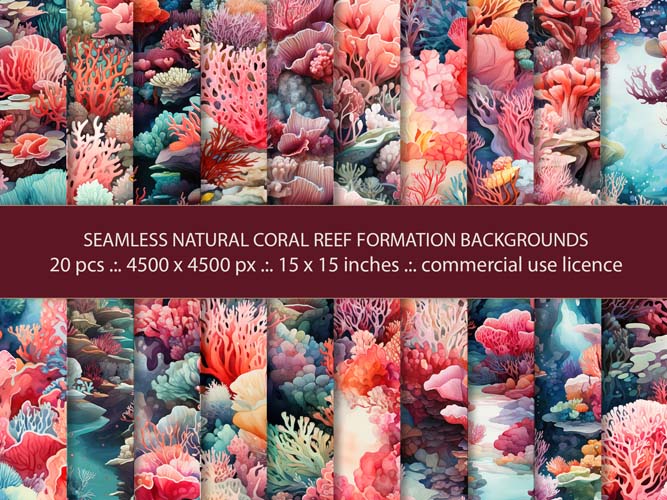 SEAMLESS NATURAL CORAL REEF FORMATION BACKGROUNDS
20 pcs .:. 4500 x 4500 px .:. 15 x 15 inches .:. commercial use licence